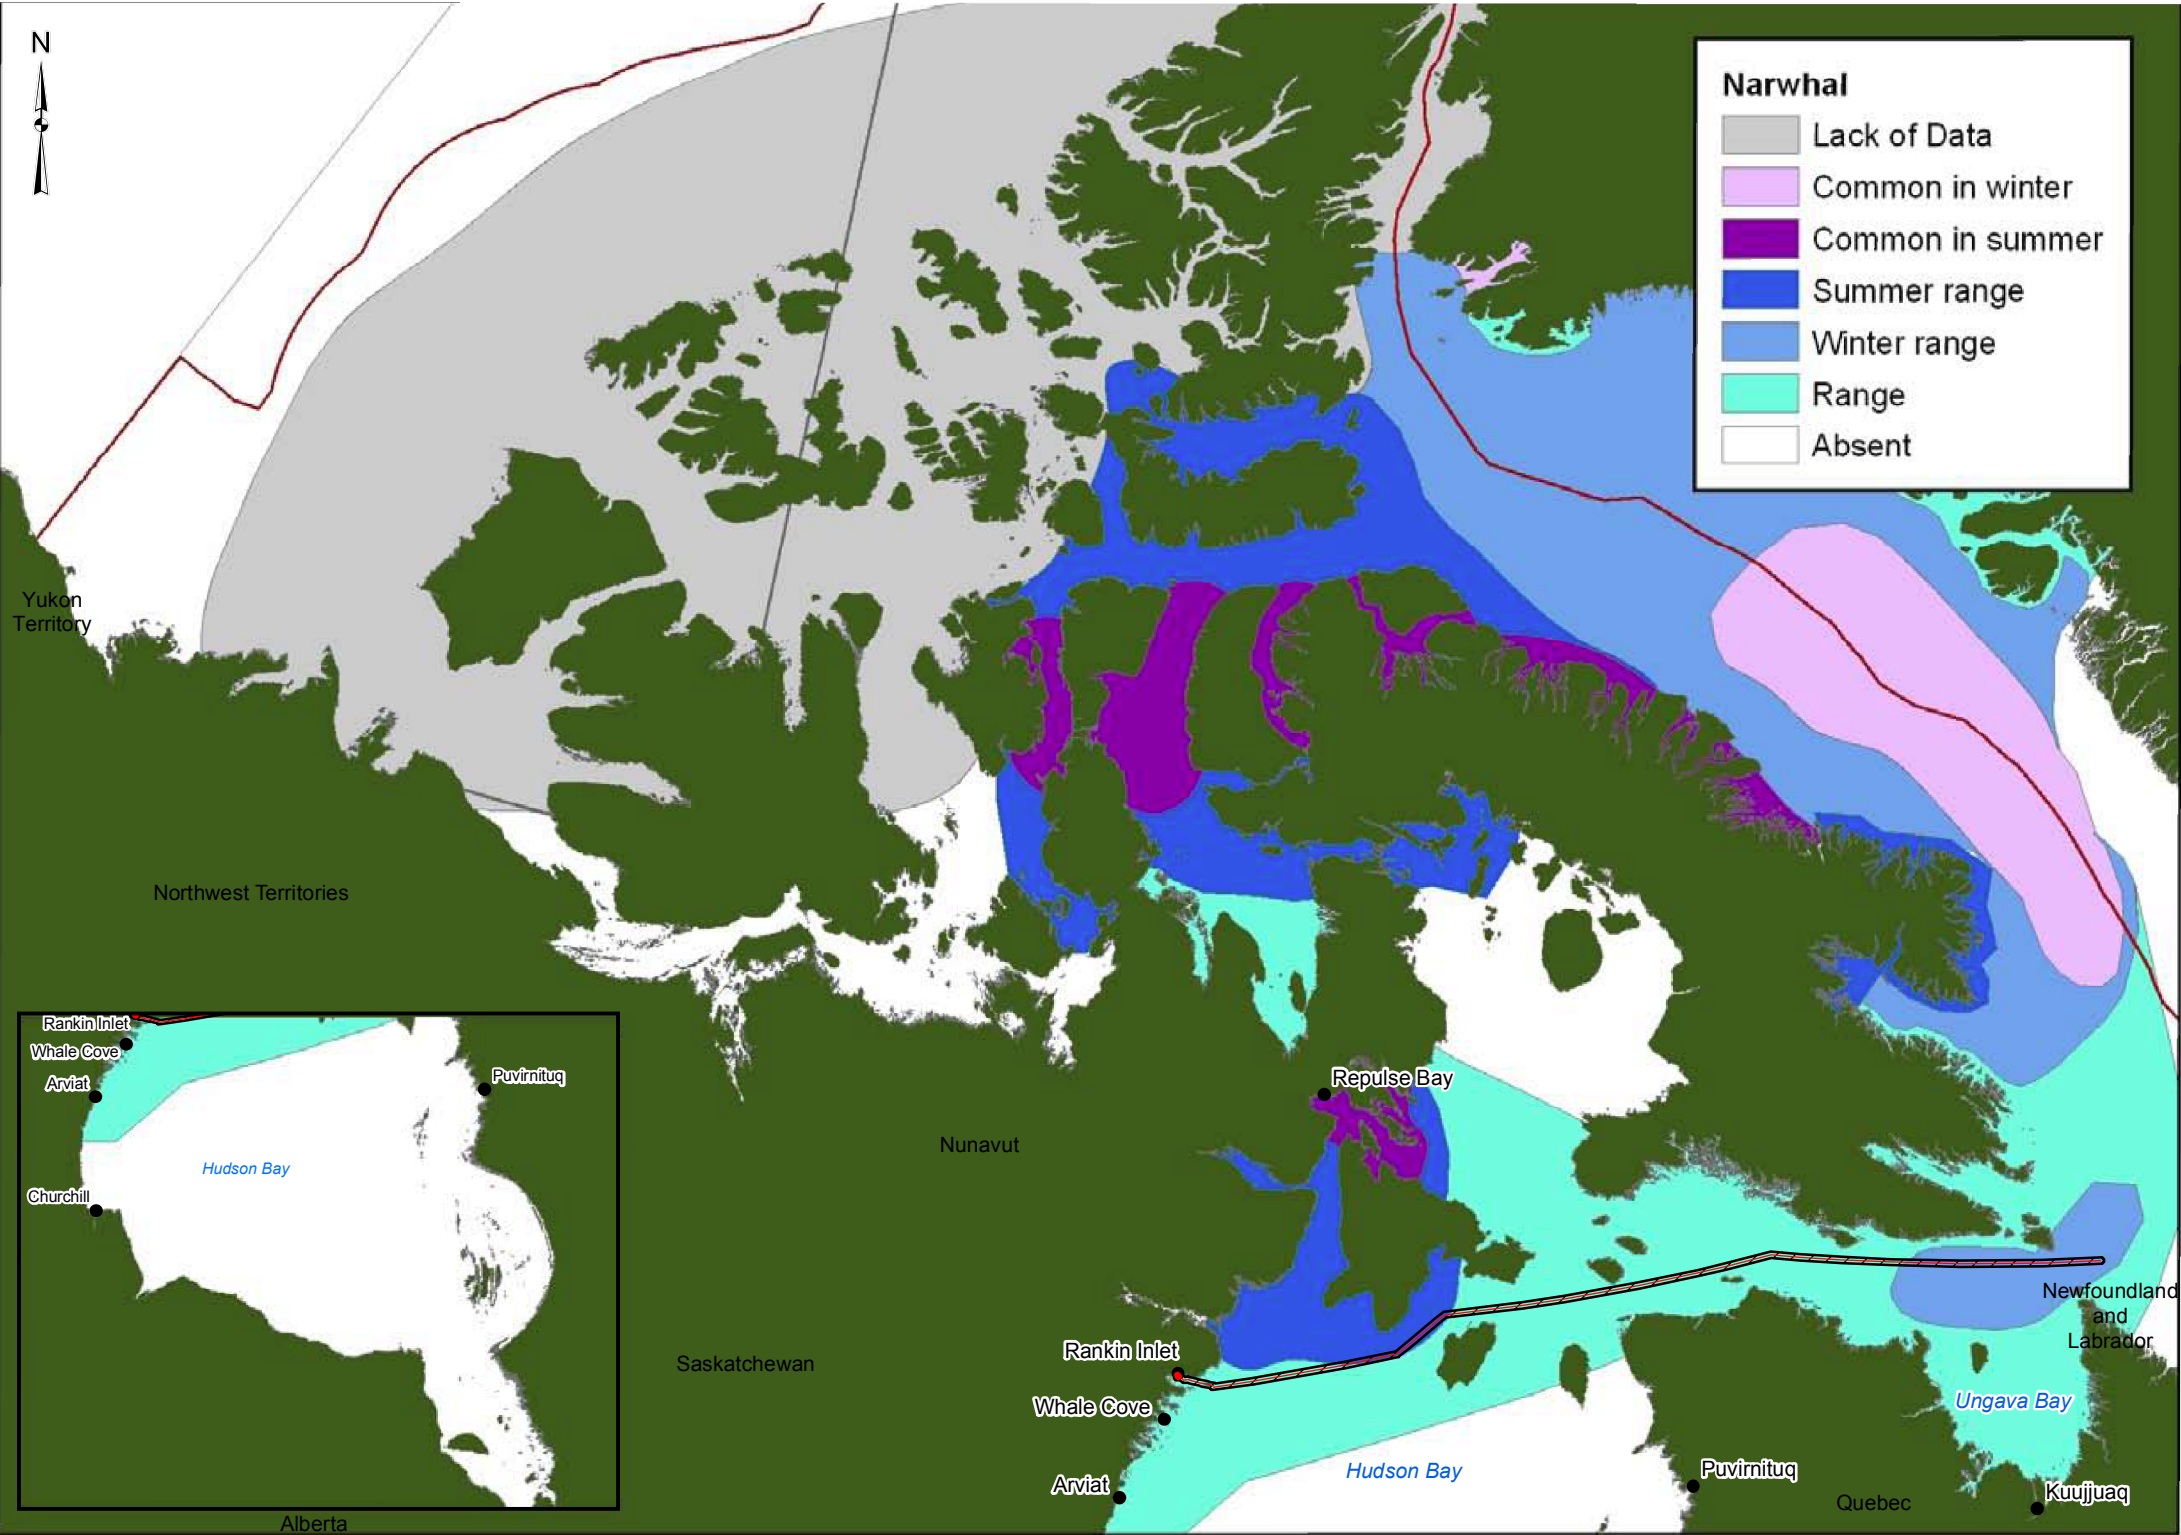 N
Narwhal
Lack of Data
Common in winter
Common in summer
Summer range
Winter range
Range
Absent
Yukon
Territory
Northwest Territories
Nunavut
Repulse Bay
Rankin Inlet
Whale Cove
Arviat
Puvirnituq
Hudson Bay
Churchill
Alberta
Saskatchewan
Rankin Inlet
Whale Cove
Arviat
Hudson Bay
Puvirnituq
Quebec
Kuujjuaq
Ungava Bay
Newfoundland
and
Labrador